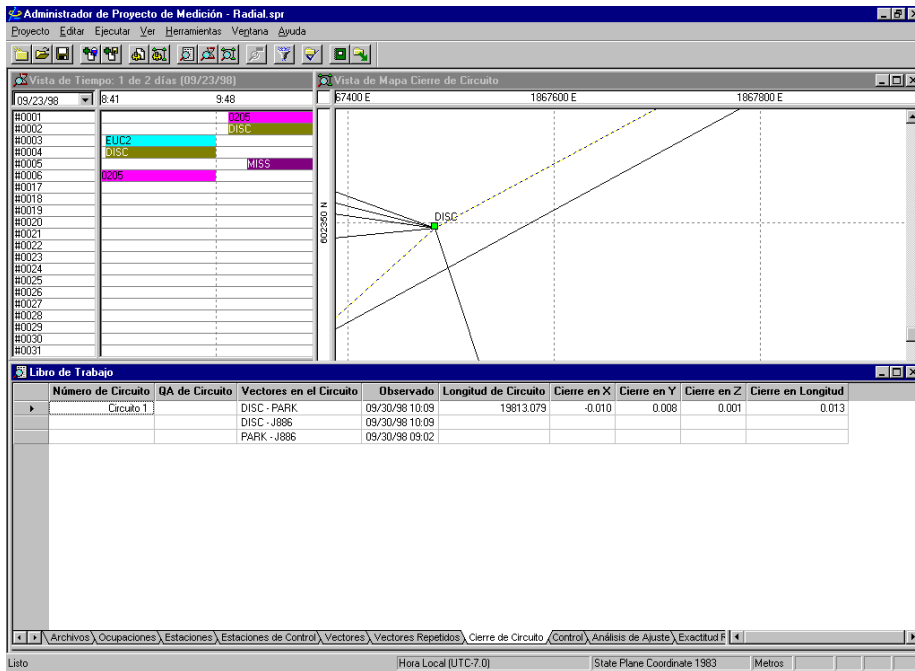 Administrador de Proyecto de Medición - Radial.spr
Proyecto Editar Ejecutar Ver Herramientas Ventana Ayuda
Vista de Tiempo: 1 de 2 días (09/23/98)
09/23/98 8:41 9:48
#0001 0205
#0002 DISC
#0003 EUC2
#0004 DISC
#0005 MISS
#0006 0205
#0017
#0018
#0019
#0020
#0021
#0022
#0023
#0024
#0025
#0026
#0027
#0028
#0029
#0030
#0031
Vista de Mapa Cierre de Circuito
67400 E 1867600 E 1867800 E
602350 N
DISC
Libro de Trabajo
Número de Circuito QA de Circuito Vectores en el Circuito Observado Longitud de Circuito Cierre en X Cierre en Y Cierre en Z Cierre en Longitud
Circuito 1 DISC - PARK 09/30/98 10:09 19813.079 -0.010 0.008 0.001 0.013
DISC - J886 09/30/98 10:09
PARK - J886 09/30/98 09:02
Archivos Ocupaciones Estaciones Estaciones de Control Vectores Vectores Repetidos Cierre de Circuito Control Análisis de Ajuste Exactitud R
Listo Hora Local (UTC-7.0) State Plane Coordinate 1983 Metros